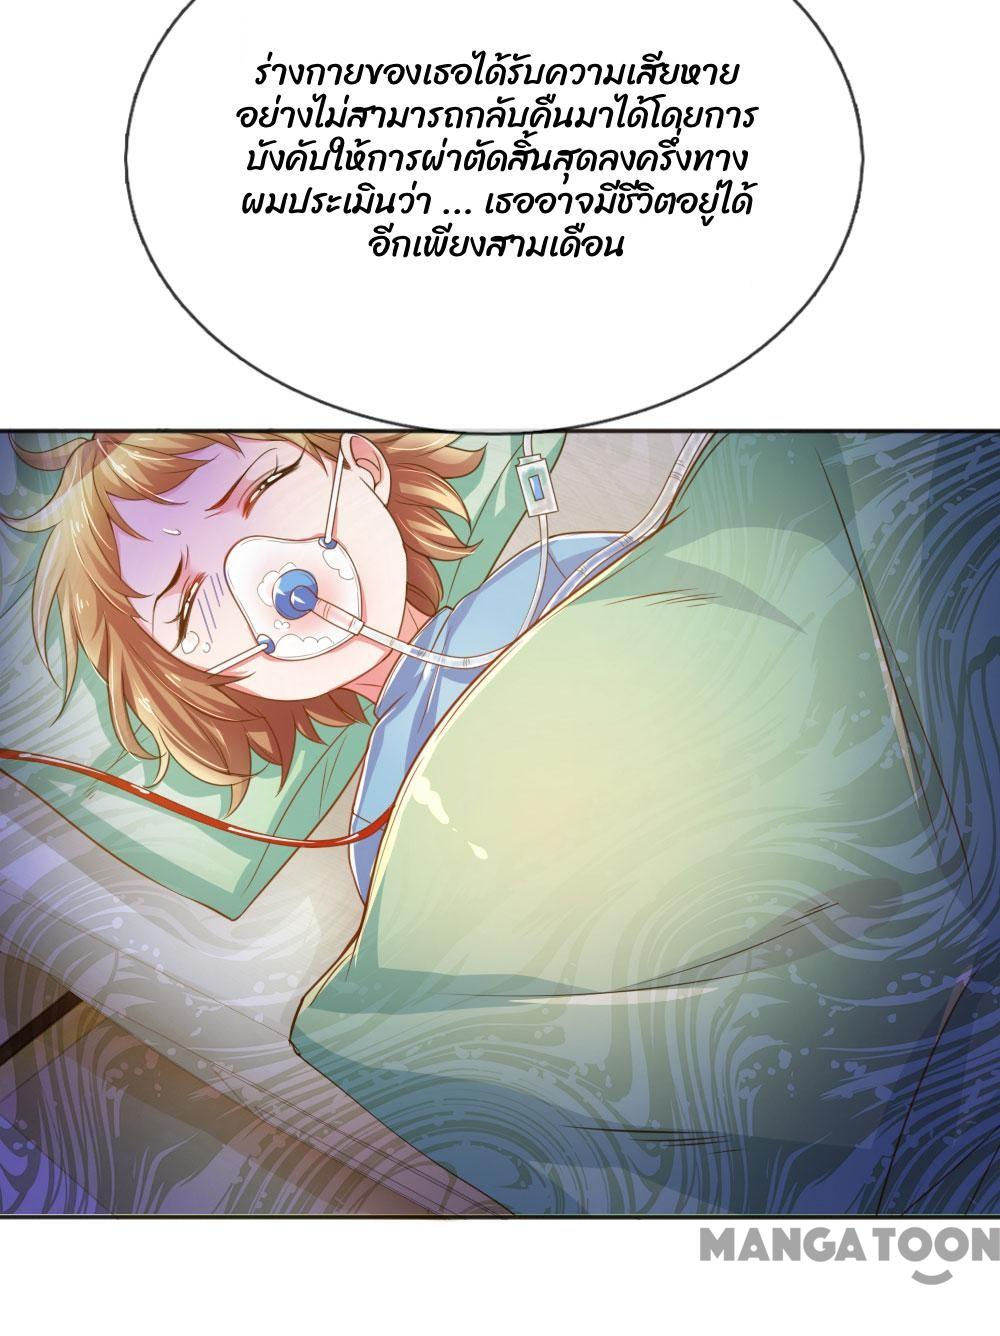 ร่างกายของเธอได้รับความเสียหาย
อย่างไม่สามารถกลับคืนมาได้โดยการ
บังคับให้การผ่าตัดสิ้นสุดลงครึ่งทาง
ผมประเมินว่า ... เธออาจมีชีวิตอยู่ได้
อีกเพียงสามเดือน
MANGATOON